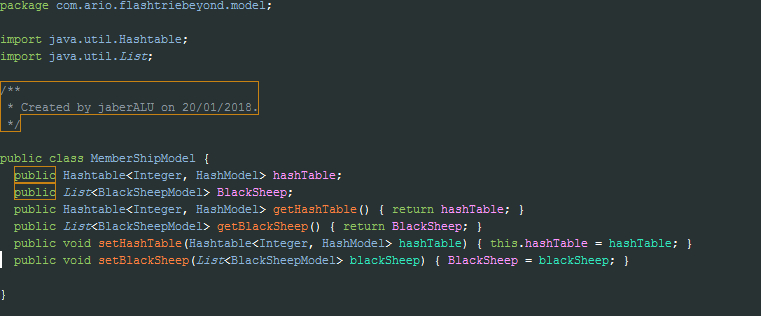 package com.ario.flashtriebeyond.model;
import java.util.Hashtable;
import java.util.List;
/**
* Created by jaberALU on 20/01/2018.
*/
public class MemberShipModel {
public Hashtable<Integer, HashModel> hashTable;
public List<BlackSheepModel> BlackSheep;
public Hashtable<Integer, HashModel> getHashTable() { return hashTable; }
public List<BlackSheepModel> getBlackSheep() { return BlackSheep; }
public void setHashTable(Hashtable<Integer, HashModel> hashTable) { this.hashTable = hashTable; }
public void setBlackSheep(List<BlackSheepModel> blackSheep) { BlackSheep = blackSheep; }
}